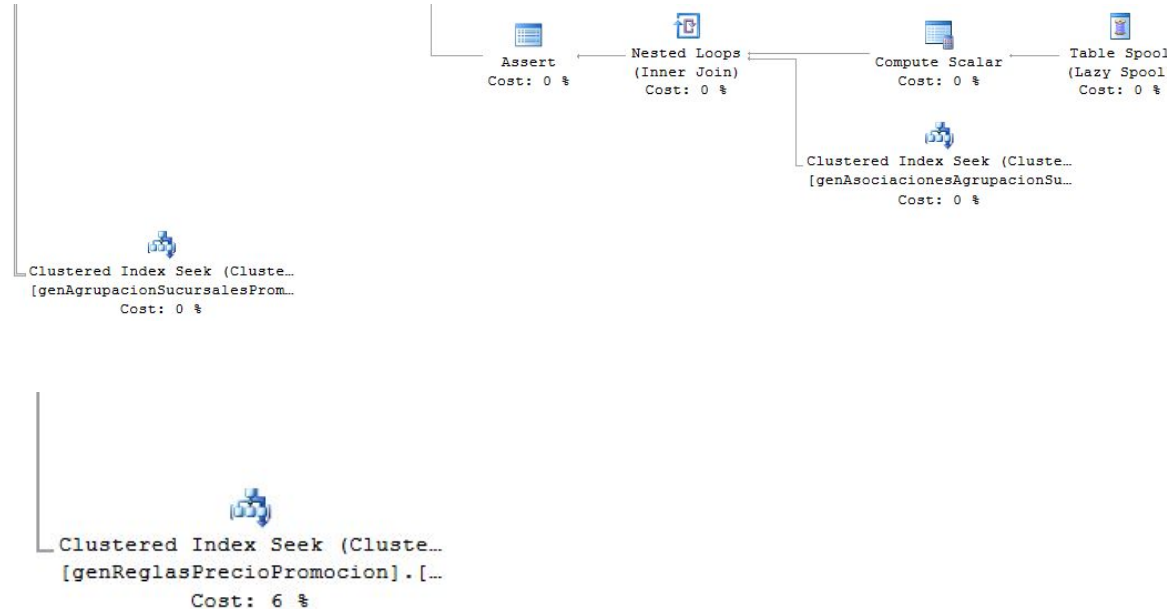 Assert
Cost: 0 %
Nested Loops
(Inner Join)
Cost: 0 %
Compute Scalar
Cost: 0 %
Table Spool
(Lazy Spool
Cost: 0 %
Clustered Index Seek (Cluste…
[genAsociacionesAgrupacionSu…
Cost: 0 %
Clustered Index Seek (Cluste…
[genAgrupacionSucursalesProm…
Cost: 0 %
Clustered Index Seek (Cluste…
[genReglasPrecioPromocion].[…
Cost: 6 %